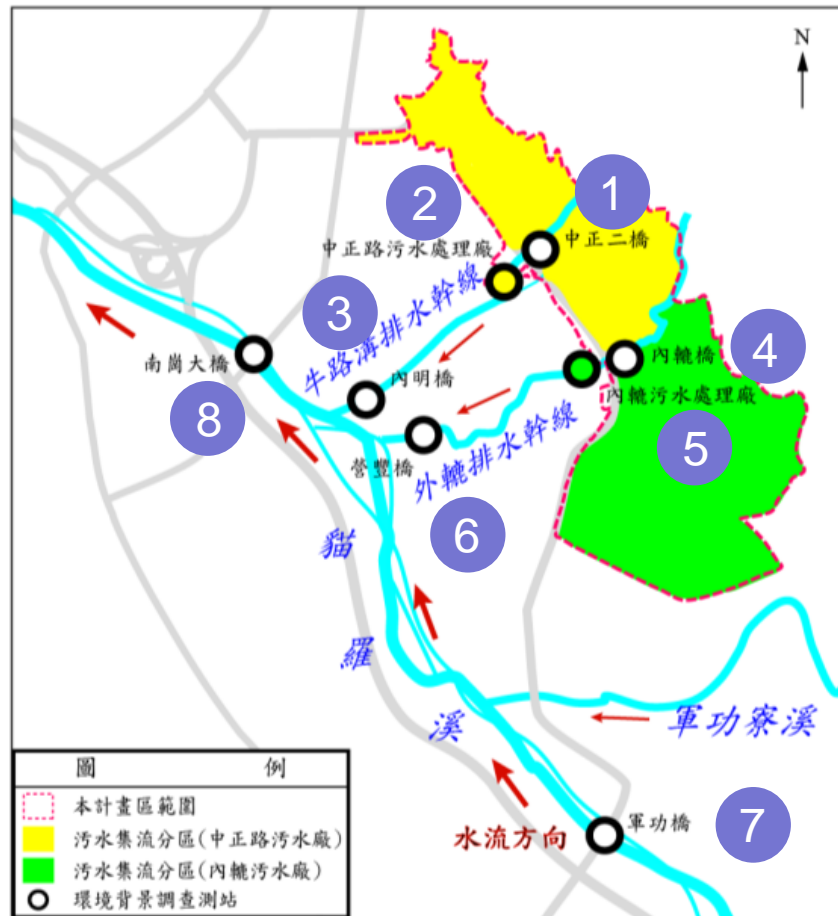 N
1
2
中正路污水處理廠
中正二橋
3
牛路溝排水幹線
南崗大橋
內明橋
內轆橋
4
內轆污水處理廠
8
營豐橋
外轆排水幹線
5
6
貓羅溪
軍功寮溪
水流方向
軍功橋
7
圖 例
本計畫區範圍
污水集流分區(中正路污水廠)
污水集流分區(內轆污水廠)
環境背景調查測站